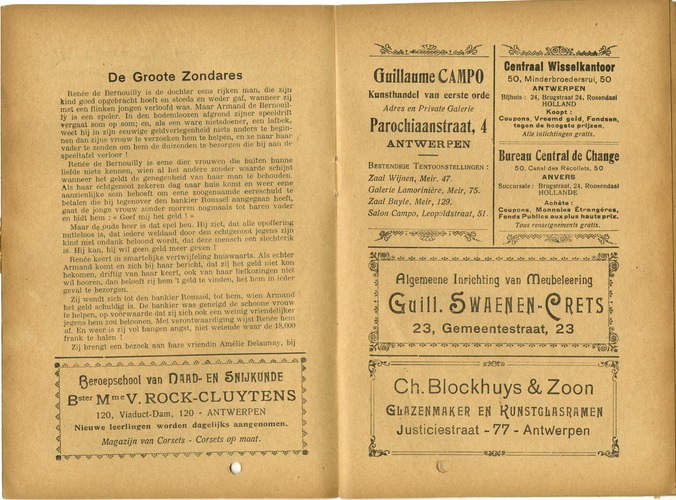 De Groote Zondares
Renée de Bernouilly is de dochter eens rijken man, die zijn
kind goed opgebracht heeft en steeds en weder gaf, wanneer zij
met een flinken jongen verloofd was. Maar Armand de Bernouil-
ly is een speler. In den bodemloozen afgrond zijner speeldrift
vergaat som op som; en, als een ware nietsdoener, een laffek,
weet hij in zijn eeuwige geldverlegenheid niets anders te begin-
nen dan zijne vrouw te verzoeken hem te helpen, en ze naar haar
vader te zenden om hem de duizenden te bezorgen die hij aan de
speeltafel verloor !
Renée de Bernouilly is eene dier vrouwen die buiten hunne
liefde niets kennen, wien al het andere zonder waarde schijnt
wanneer het geldt de genegenheid van haar man te behouden.
Als haar echtgenoot zekeren dag naar huis komt en weer eene
aanzienlijke som behoeft om eene zoogenaamde eereschuld te
betalen die hij tegenover den bankier Roussel aangegaan heeft,
gaat de jonge vrouw zonder morren nogmaals tot haren vader
en bidt hem : « Geef mij het geld ! »
Maar de oude heer is dat spel beu. Hij ziet, dat alle opoffering
nutteloos is, dat iedere weldaad door den echtgenoot jegens zijn
kind met ondank beloond wordt, dat deze mensch een slechterik
is. Hij kan, hij wil geen geld meer geven !
Renée keert in smartelijke vertwijfeling huiswaarts. Als echter
Armand komt en zich bij haar bericht, dat zij het geld niet kon
bekomen, driftig van haar keert, ook van haar liefkozingen niet
wil hooren, dan belooft zij hem 't geld te vinden, het hem in ieder
geval te bezorgen.
Zij wendt zich tot den bankier Roussel, tot hem, wien Armand
het geld schuldig is. De bankier was geneigd de schoone vrouw
te helpen, op voorwaarde dat zij zich ook een weinig vriendelijker
jegens hem zou betoonen. Met verontwaardiging wijst Renée hem
af. En weer is zij vol bangen angst, niet wetende waar de 18,000
frank te halen !
Zij brengt een bezoek aan hare vriendin Amélie Delaunay, bij
Beroepschool van NAAD- EN SNIJKUNDE
Bster Mme V. ROCK-CLUYTENS
120, Viaduct-Dam, 120 - ANTWERPEN
Nieuwe leerlingen worden dagelijks aangenomen.
Magazijn van Corsets - Corsets op maat.
Guillaume CAMPO
Kunsthandel van eerste orde
Adres en Private Galerie
Parochiaanstraat, 4
ANTWERPEN
BESTENDIGE TENTOONSTELLINGEN :
Zaal Wijnen, Meir. 47.
Galerie Lamorinière, Meir, 75.
Zaal Buyle, Meir, 129.
Salon Campo, Leopoldstraat, 51.
Centraal Wisselkantoor
50, Minderbroedersrui, 50
ANTWERPEN
Bijhuis : 24, Brugstraat 24, Rosendaal
HOLLAND
Koopt :
Coupons, Vreemd geld, Fondsen,
tegen de hoogste prijzen.
Alle inlichtingen gratis.
Bureau Central de Change
50, Canal des Récollets, 50
ANVERS
Succursale : Brugstraat 24, Roosendaal
HOLLANDE
Achète :
Coupons, Monnaies Étrangères,
Fonds Publics aux plus hauts prix.
Tous renseignements gratis.
Algemeene Inrichting van Meubeleering
Guill. SWAENEN-CRETS
23, Gemeentestraat, 23
Ch. Blockhuys & Zoon
GLAZENMAKER EN KUNSTGLASRAMEN
Justiciestraat - 77 - Antwerpen